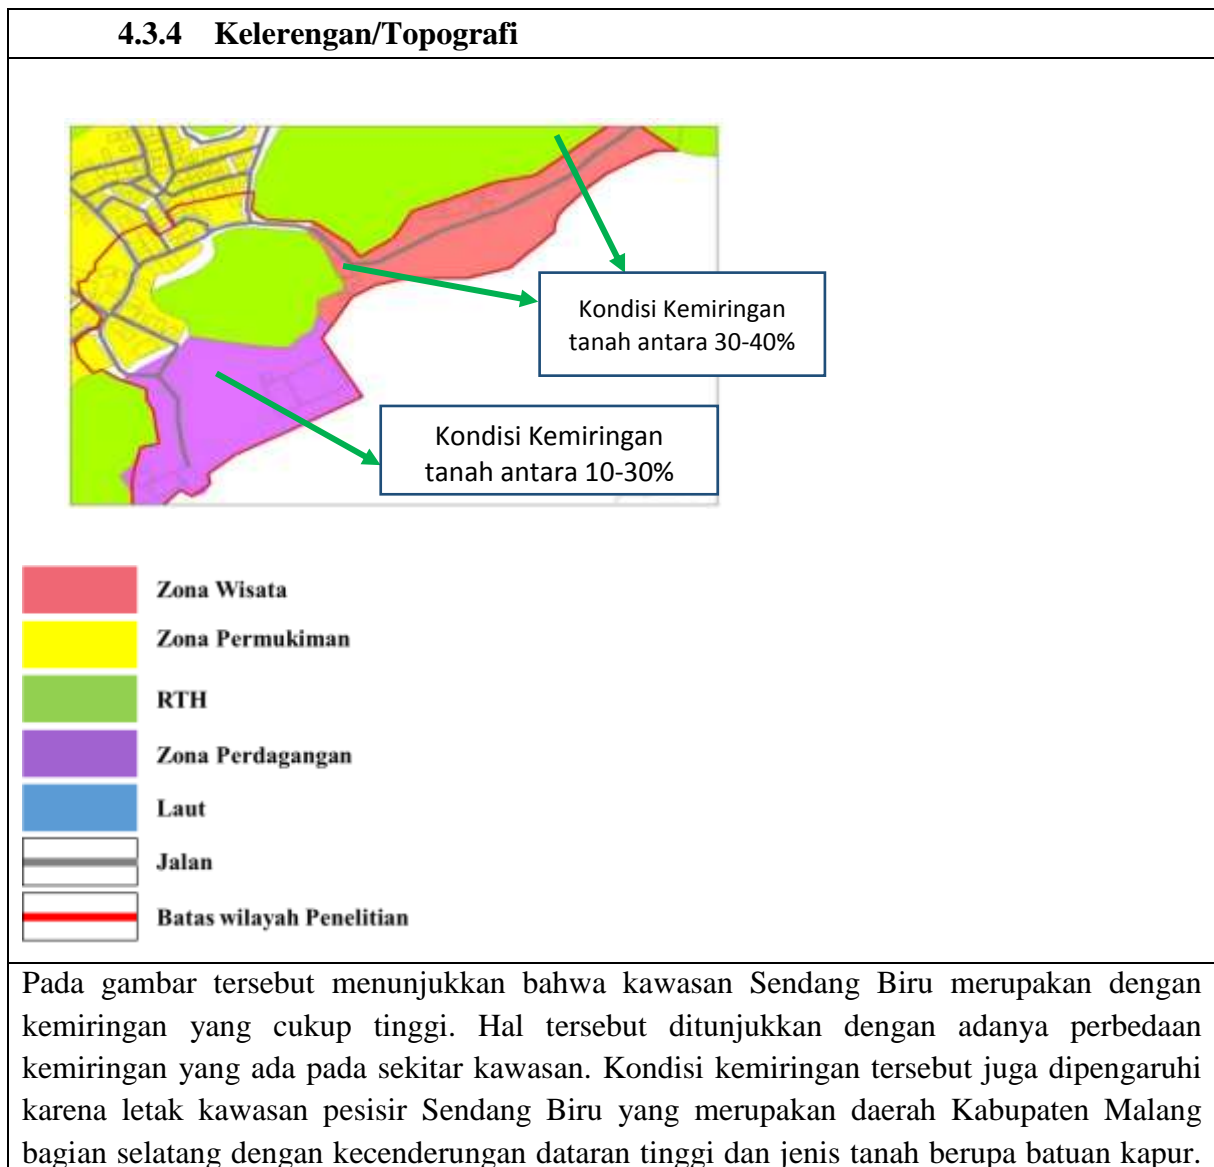 4.3.4 Kelerengan/Topografi
Kondisi Kemiringan
tanah antara 30-40%
Kondisi Kemiringan
tanah antara 10-30%
Zona Wisata
Zona Permukiman
RTH
Zona Perdagangan
Laut
Jalan
Batas wilayah Penelitian
Pada gambar tersebut menunjukkan bahwa kawasan Sendang Biru merupakan dengan
kemiringan yang cukup tinggi. Hal tersebut ditunjukkan dengan adanya perbedaan
kemiringan yang ada pada sekitar kawasan. Kondisi kemiringan tersebut juga dipengaruhi
karena letak kawasan pesisir Sendang Biru yang merupakan daerah Kabupaten Malang
bagian selatang dengan kecenderungan dataran tinggi dan jenis tanah berupa batuan kapur.